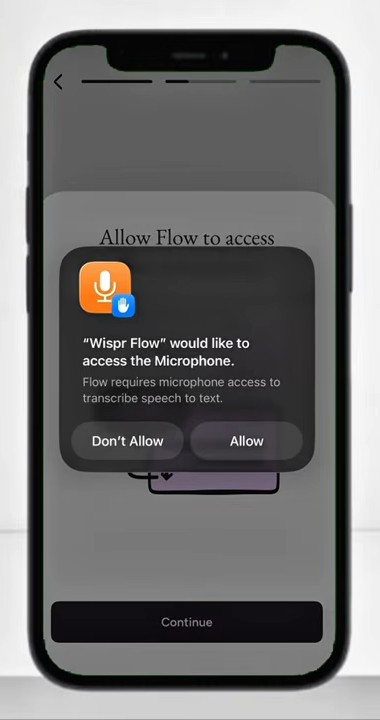 Allow Flow to access
“Wispr Flow” would like to
access the Microphone.
Flow requires microphone access to
transcribe speech to text.
Don’t Allow
Allow
Continue